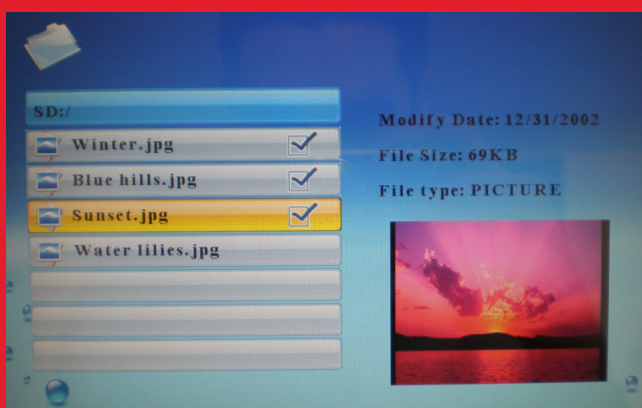 SD:/
Winter.jpg
Blue hills.jpg
Sunset.jpg
Water lilies.jpg
Modify Date: 12/31/2002
File Size: 69KB
File type: PICTURE